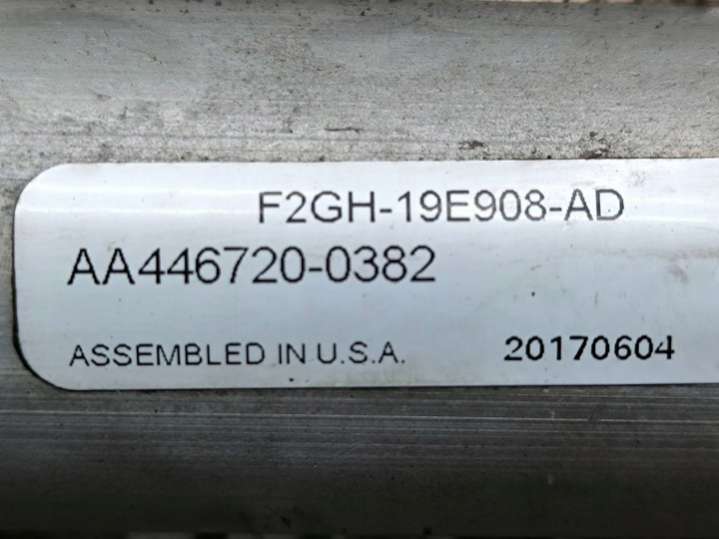 F2GH-19E908-AD
AA446720-0382
ASSEMBLED IN U.S.A. 20170604